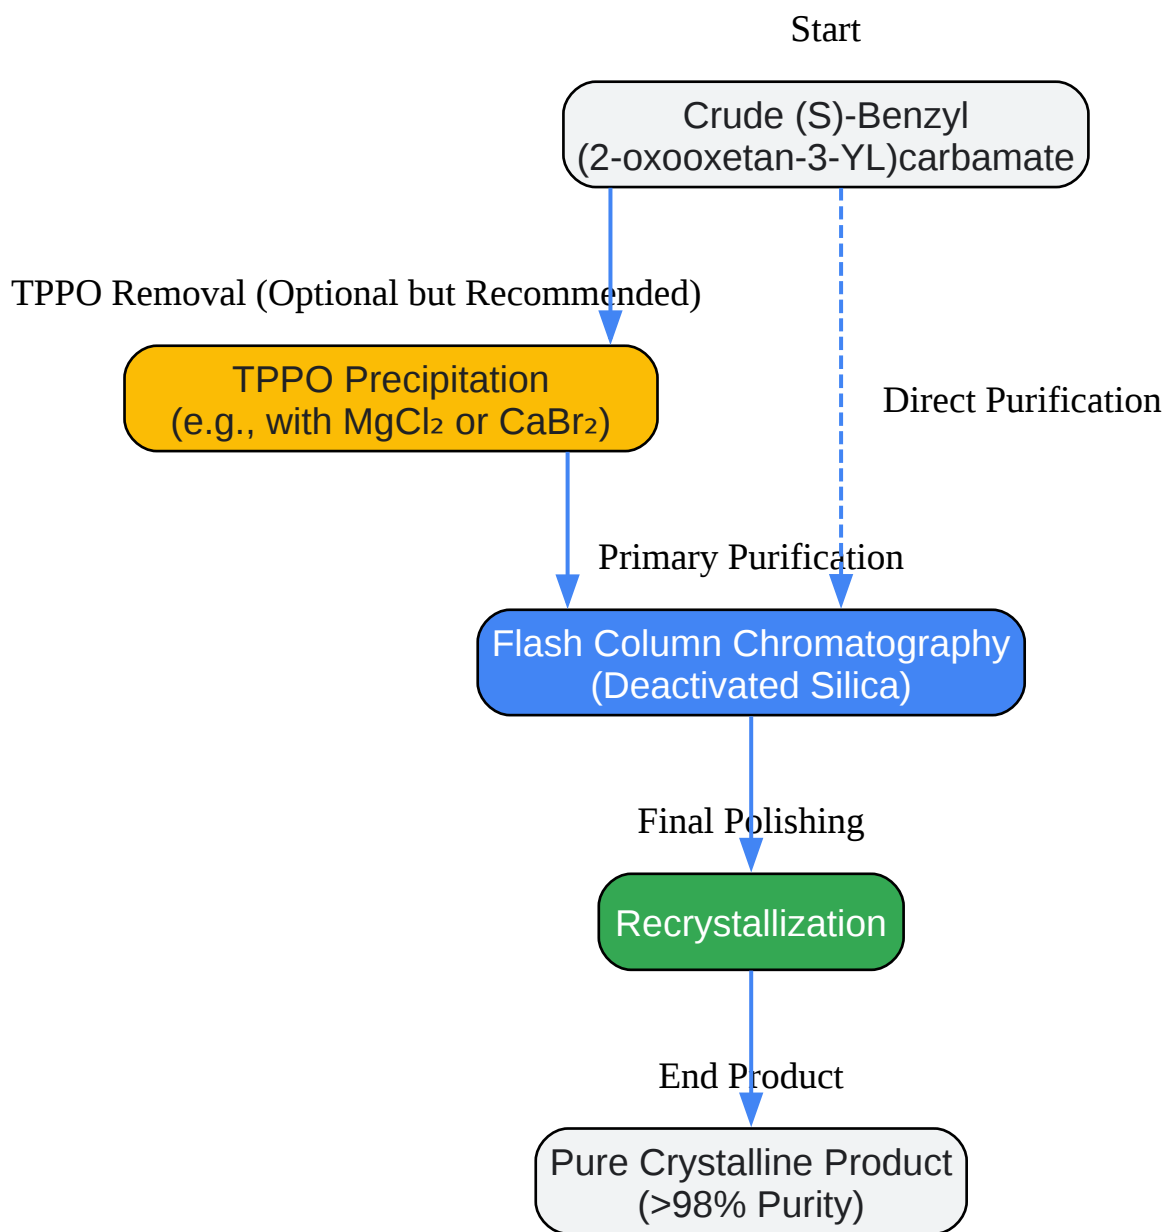 Start
Crude (S)-Benzyl
(2-oxooxetan-3-YL)carbamate
TPPO Removal (Optional but Recommended)
TPPO Precipitation
(e.g., with MgCl₂ or CaBr₂)
Direct Purification
Primary Purification
Flash Column Chromatography
(Deactivated Silica)
Final Polishing
Recrystallization
End Product
Pure Crystalline Product
(>98% Purity)